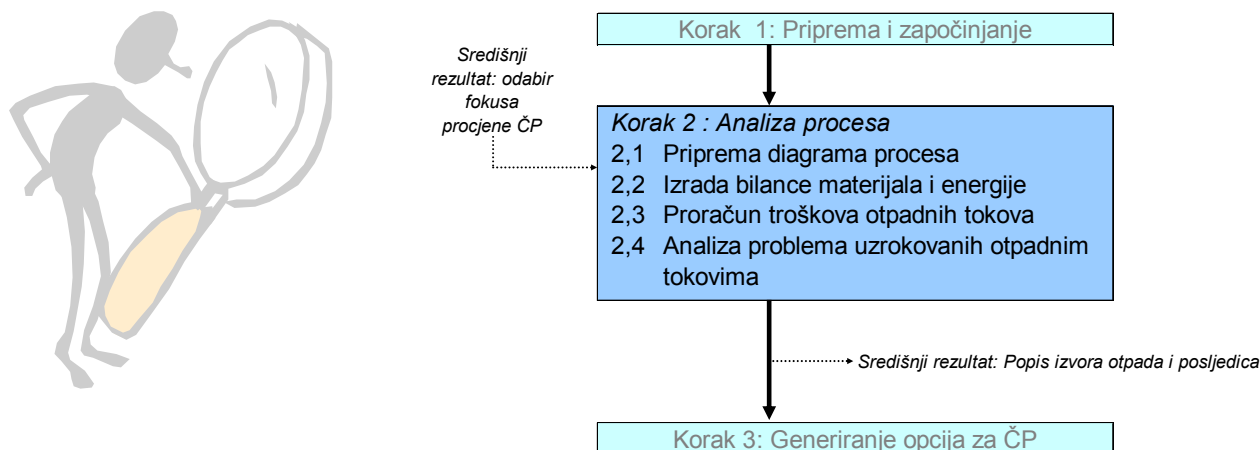 Korak 1: Priprema i započinjanje
Središnji
rezultat: odabir
fokusa
procjene ČP
Korak 2 : Analiza procesa
2,1 Priprema diagrama procesa
2,2 Izrada bilance materijala i energije
2,3 Proračun troškova otpadnih tokova
2,4 Analiza problema uzrokovanih otpadnim
tokovima
Središnji rezultat: Popis izvora otpada i posljedica
Korak 3: Generiranje opcija za ČP